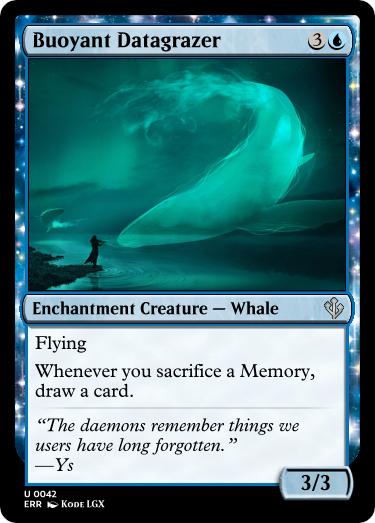 Buoyant Datagrazer 3
Enchantment Creature — Whale
Flying
Whenever you sacrifice a Memory,
draw a card.
“The daemons remember things we
users have long forgotten.”
—Ys
3/3
U 0042
ERR Kode LGX